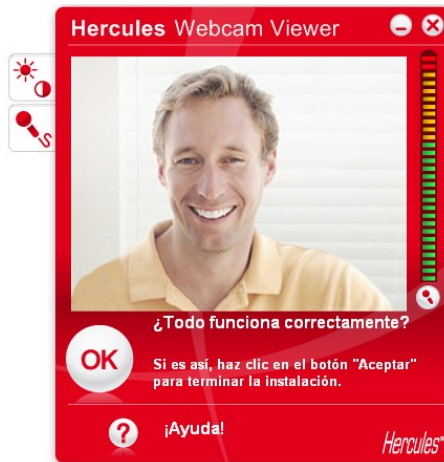 Hercules Webcam Viewer
¿Todo funciona correctamente?
OK
Si es así, haz clic en el botón "Aceptar"
para terminar la instalación.
¡Ayuda!
Hercules